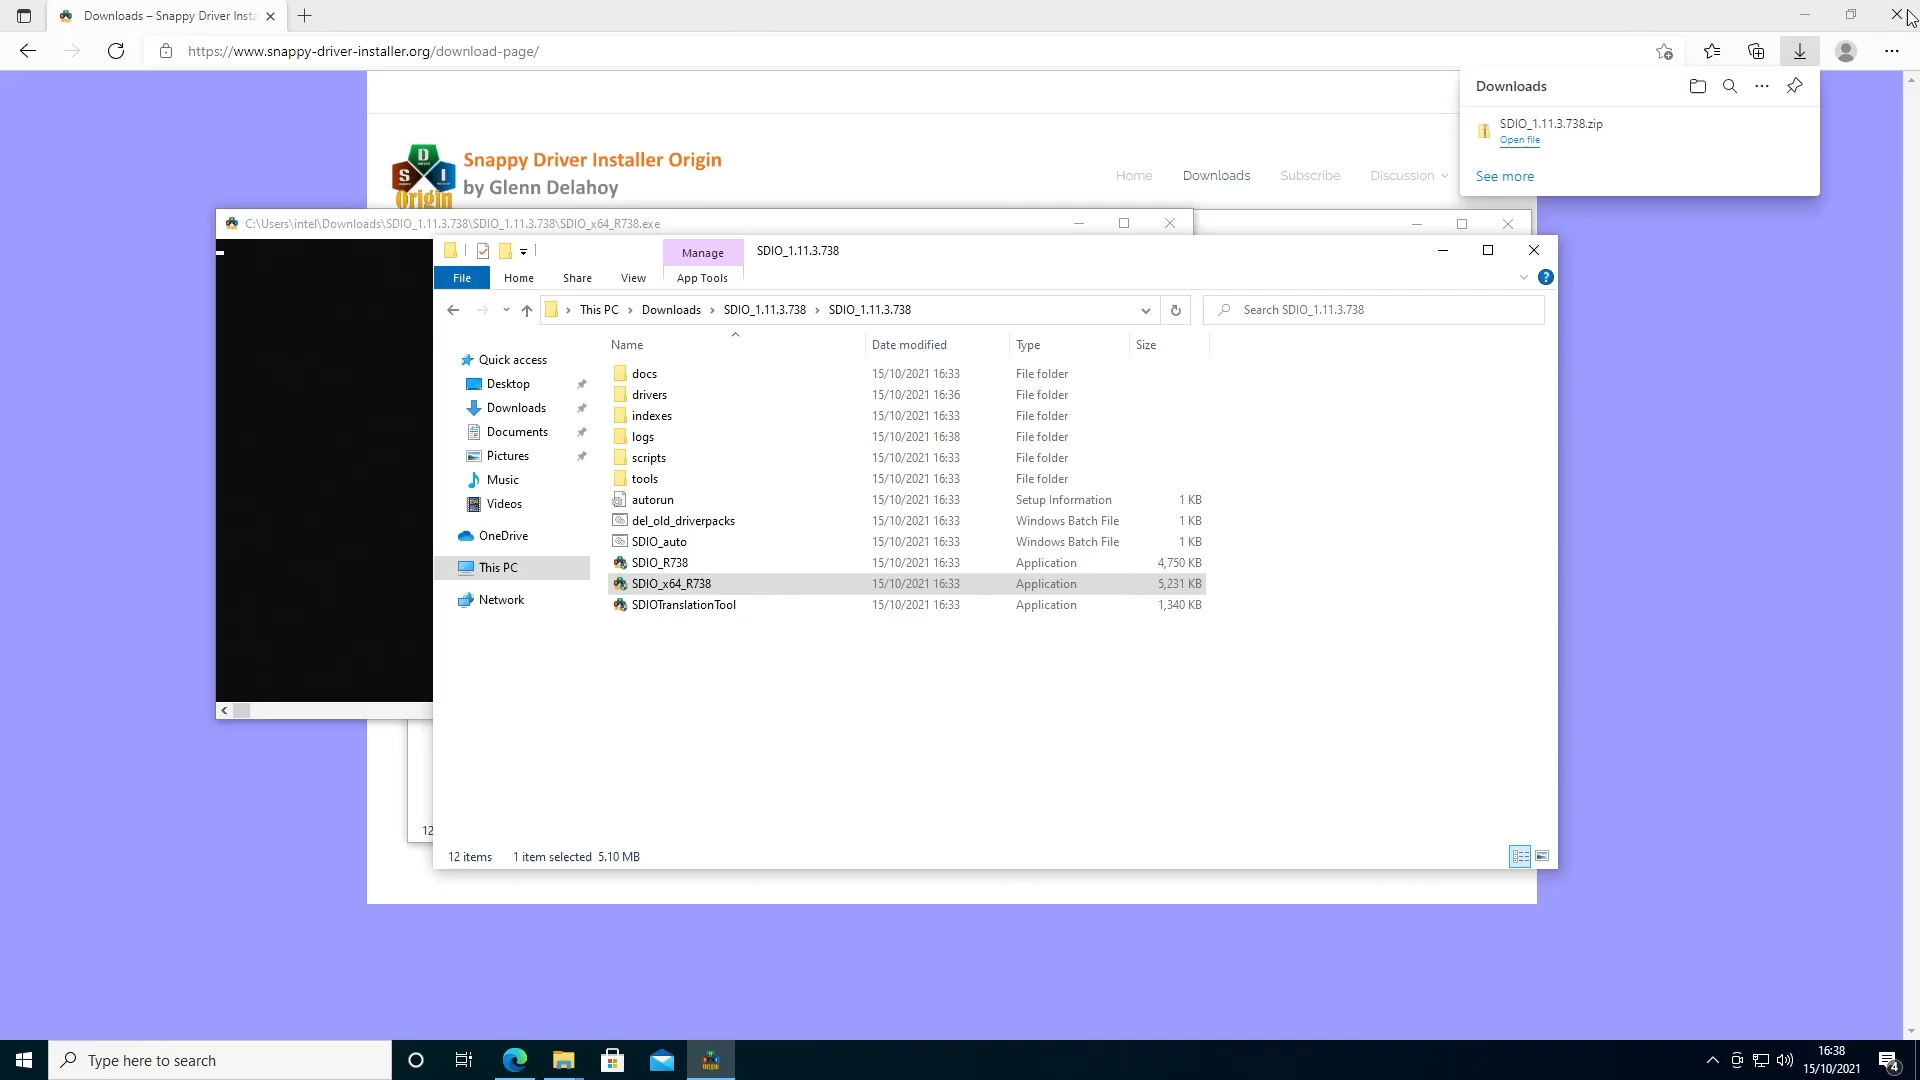 Downloads – Snappy Driver Inst
https://www.snappy-driver-installer.org/download-page/
Downloads
SDIO_1.11.3.738.zip
Open file
See more
D
S I
Origin
Snappy Driver Installer Origin
by Glenn Delahoy
Home
Downloads
Subscribe
Discussion
C:\Users\intel\Downloads\SDIO_1.11.3.738\SDIO_1.11.3.738\SDIO_x64_R738.exe
Manage
SDIO_1.11.3.738
File
Home
Share
View
App Tools
This PC
Downloads
SDIO_1.11.3.738
SDIO_1.11.3.738
Search SDIO_1.11.3.738
Name
Date modified
Type
Size
Quick access
Desktop
Downloads
Documents
Pictures
Music
Videos
OneDrive
This PC
Network
docs 15/10/2021 16:33 File folder
drivers 15/10/2021 16:36 File folder
indexes 15/10/2021 16:33 File folder
logs 15/10/2021 16:38 File folder
scripts 15/10/2021 16:33 File folder
tools 15/10/2021 16:33 File folder
autorun 15/10/2021 16:33 Setup Information 1 KB
del_old_driverpacks 15/10/2021 16:33 Windows Batch File 1 KB
SDIO_auto 15/10/2021 16:33 Windows Batch File 1 KB
SDIO_R738 15/10/2021 16:33 Application 4,750 KB
SDIO_x64_R738 15/10/2021 16:33 Application 5,231 KB
SDIOTranslationTool 15/10/2021 16:33 Application 1,340 KB
12
12 items
1 item selected 5.10 MB
Type here to search
16:38
15/10/2021
4